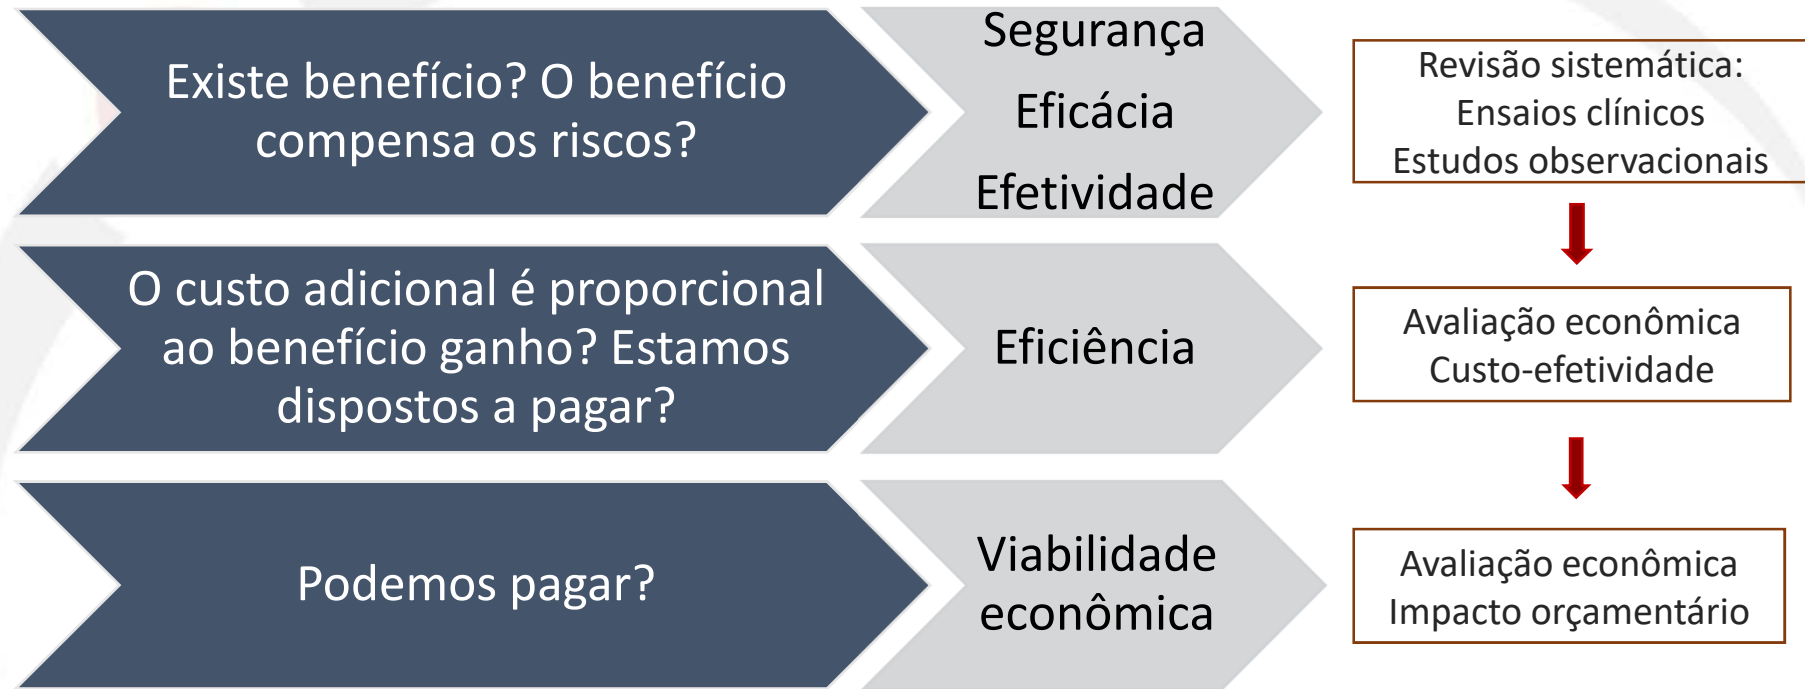 Existe benefício? O benefício
compensa os riscos?
Segurança
Eficácia
Efetividade
Revisão sistemática:
Ensaios clínicos
Estudos observacionais
O custo adicional é proporcional
ao benefício ganho? Estamos
dispostos a pagar?
Eficiência
Avaliação econômica
Custo-efetividade
Podemos pagar?
Viabilidade
econômica
Avaliação econômica
Impacto orçamentário